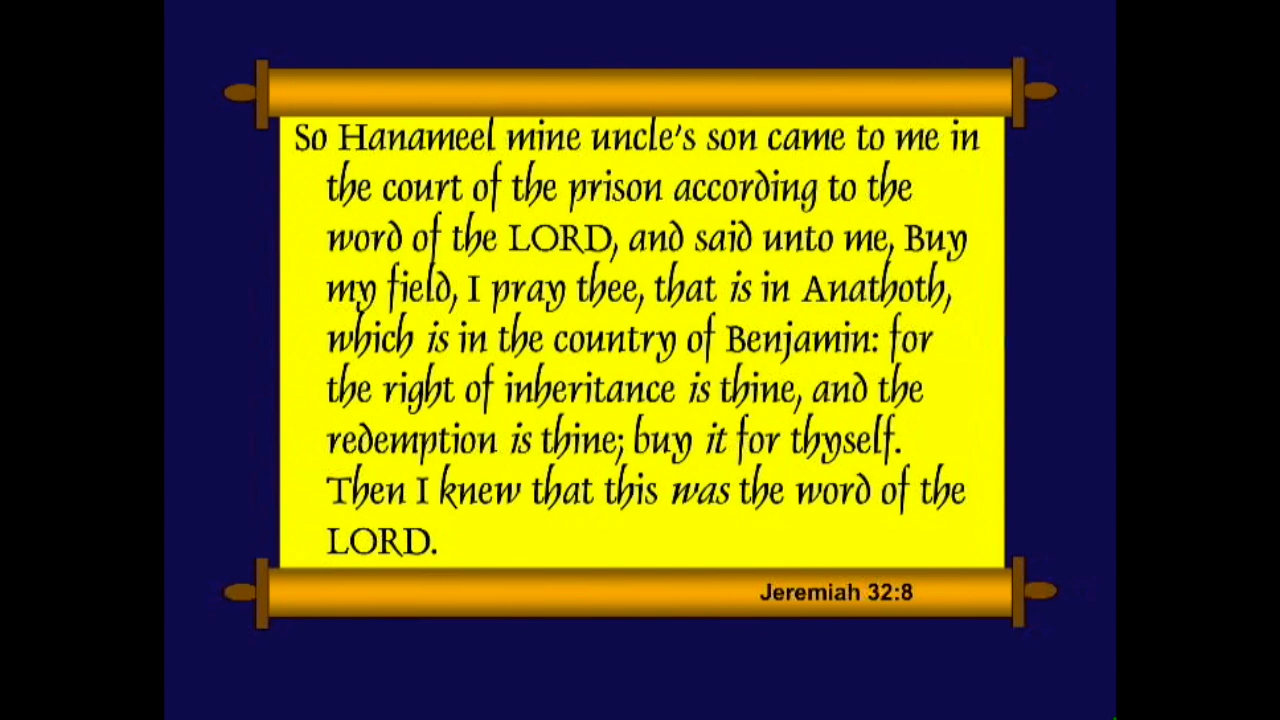 So Hanameel mine uncle's son came to me in
the court of the prison according to the
word of the LORD, and said unto me, Buy
my field, I pray thee, that is in Anathoth,
which is in the country of Benjamin: for
the right of inheritance is thine, and the
redemption is thine; buy it for thyself.
Then I knew that this was the word of the
LORD.
Jeremiah 32:8